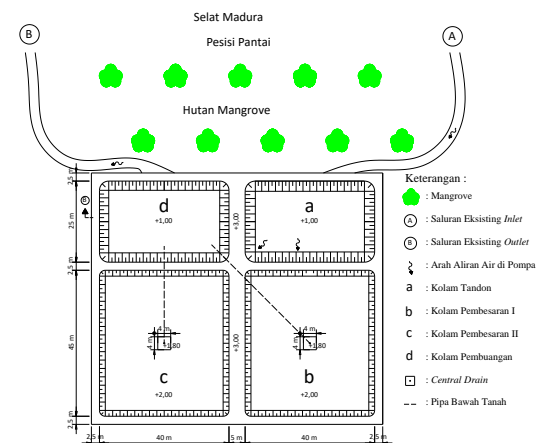 Selat Madura
Pesisi Pantai
B
A
Hutan Mangrove
Keterangan :
: Mangrove
A : Saluran Eksisting Inlet
B : Saluran Eksisting Outlet
: Arah Aliran Air di Pompa
a : Kolam Tandon
b : Kolam Pembesaran I
c : Kolam Pembesaran II
d : Kolam Pembuangan
: Central Drain
: Pipa Bawah Tanah
2,5 m
B
25 m
d
+1,00
+3,00
a
+1,00
2,5 m
45 m
4 m
4 m
+1,80
+3,00
4 m
4 m
+1,80
c
+2,00
b
+2,00
2,5 m
2,5 m
40 m
5 m
40 m
2,5 m